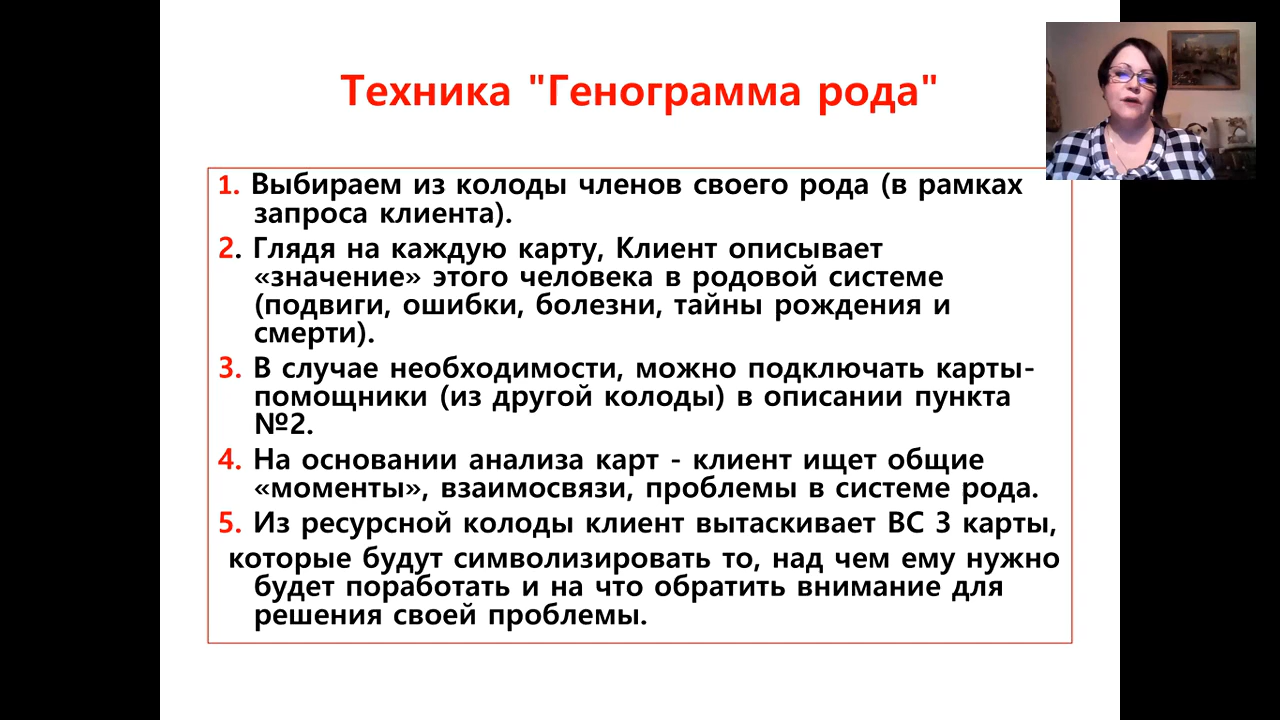 Техника "Генограмма рода"
1. Выбираем из колоды членов своего рода (в рамках
запроса клиента).
2. Глядя на каждую карту, Клиент описывает
«значение» этого человека в родовой системе
(подвиги, ошибки, болезни, тайны рождения и
смерти).
3. В случае необходимости, можно подключать карты-
помощники (из другой колоды) в описании пункта
№2.
4. На основании анализа карт - клиент ищет общие
«моменты», взаимосвязи, проблемы в системе рода.
5. Из ресурсной колоды клиент вытаскивает ВС 3 карты,
которые будут символизировать то, над чем ему нужно
будет поработать и на что обратить внимание для
решения своей проблемы.